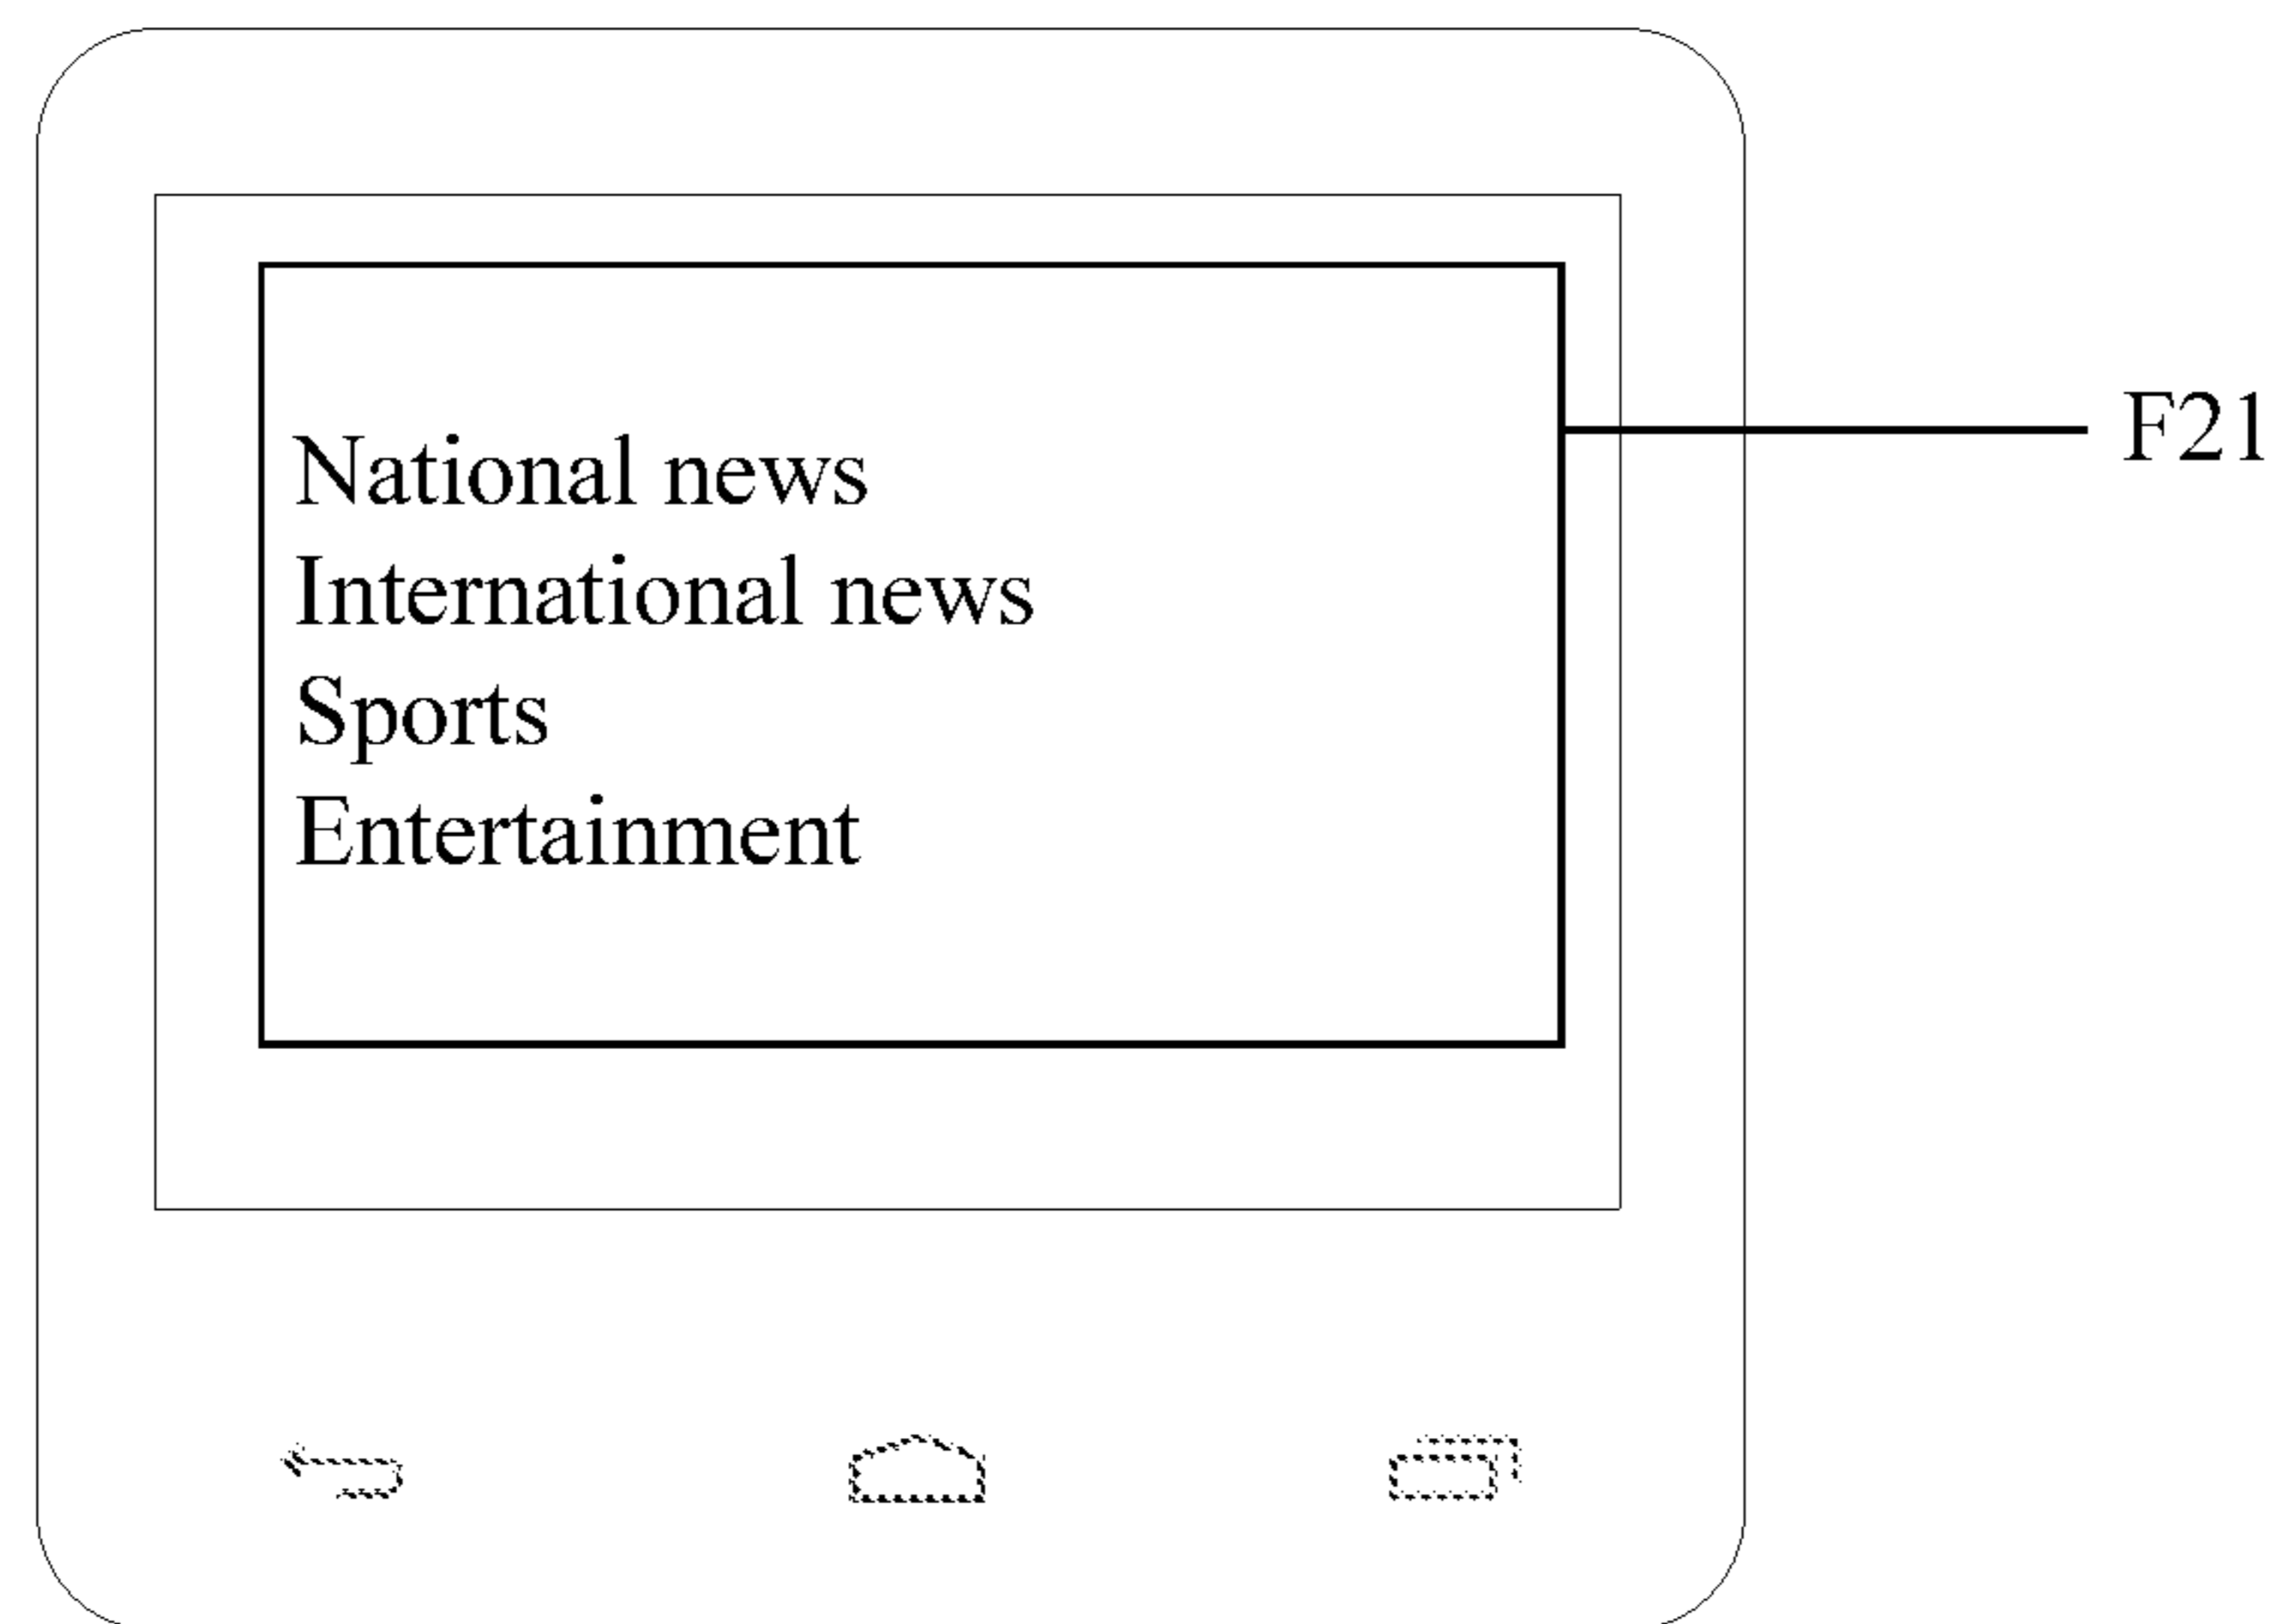 National news
International news
Sports
Entertainment
F21